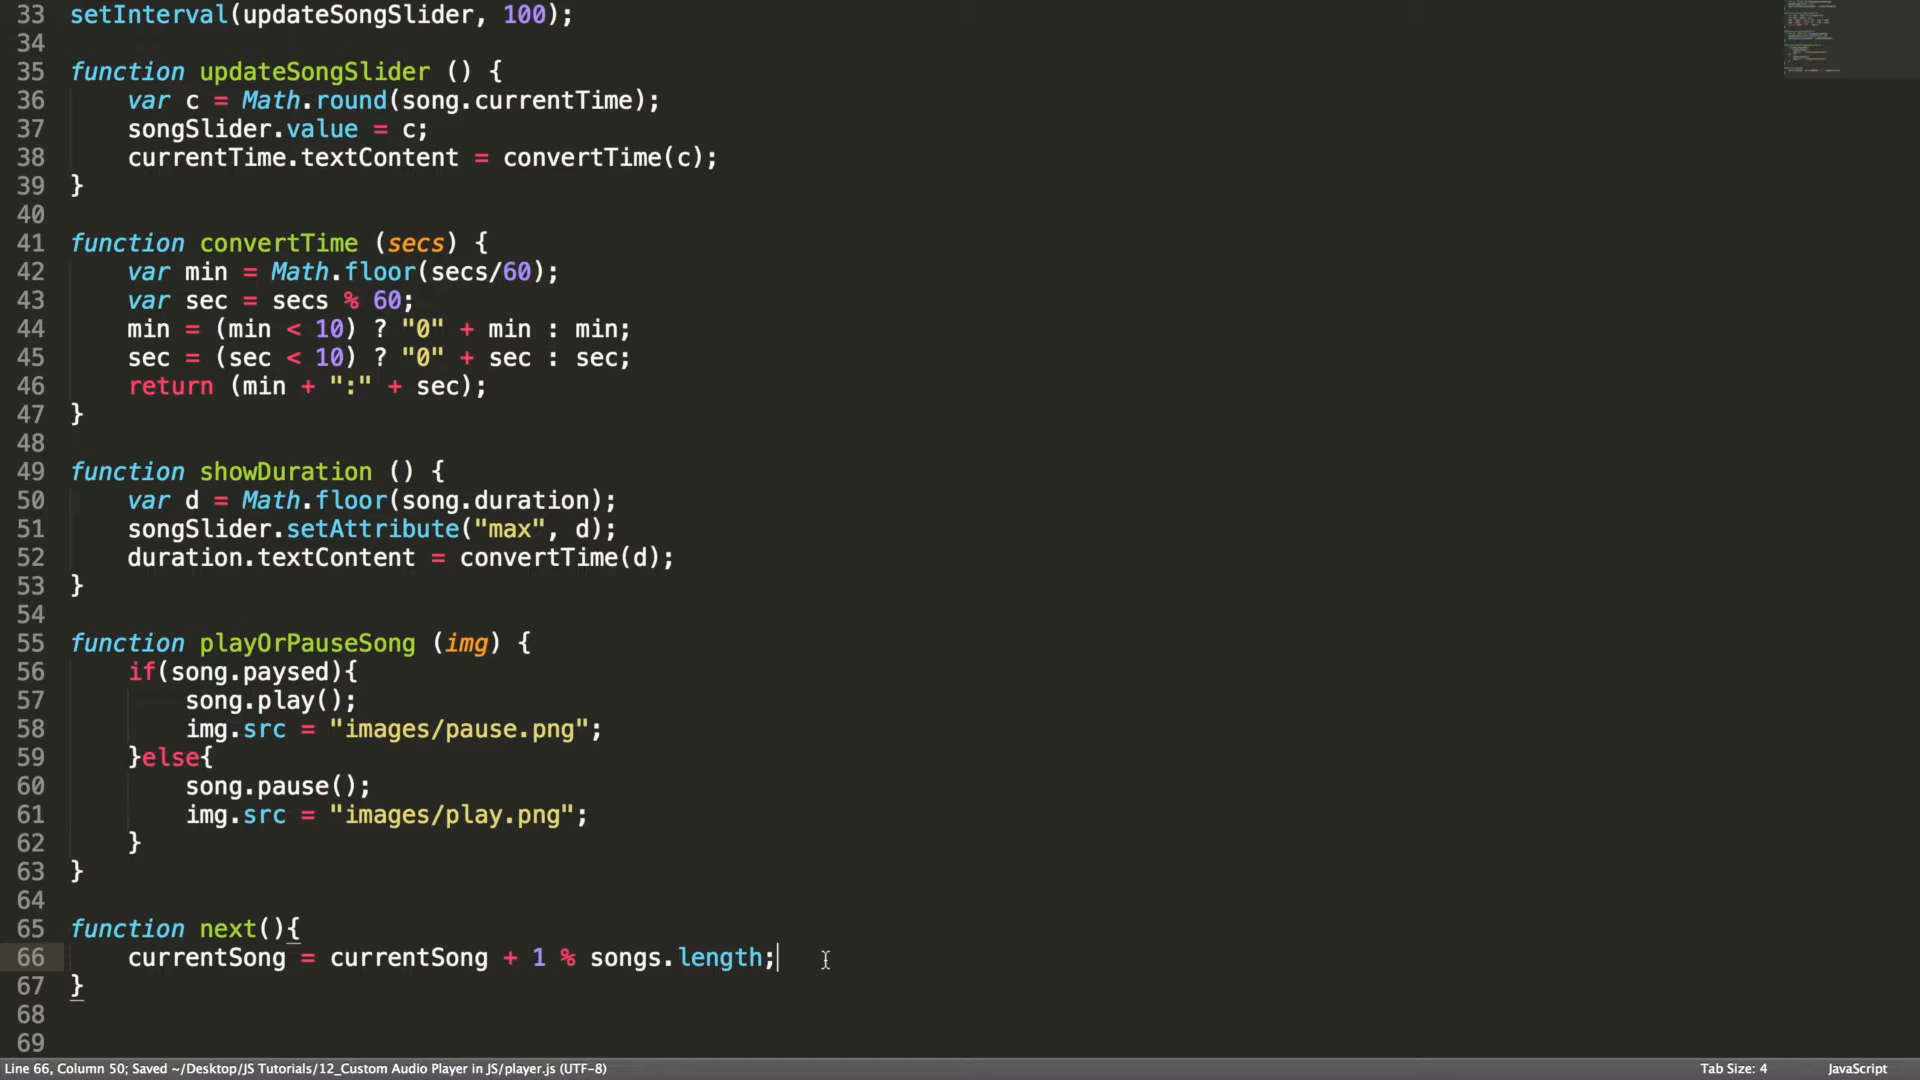 33 setInterval(updateSongSlider, 100);
34
35 function updateSongSlider () {
36     var c = Math.round(song.currentTime);
37     songSlider.value = c;
38     currentTime.textContent = convertTime(c);
39 }
40
41 function convertTime (secs) {
42     var min = Math.floor(secs/60);
43     var sec = secs % 60;
44     min = (min < 10) ? "0" + min : min;
45     sec = (sec < 10) ? "0" + sec : sec;
46     return (min + ":" + sec);
47 }
48
49 function showDuration () {
50     var d = Math.floor(song.duration);
51     songSlider.setAttribute("max", d);
52     duration.textContent = convertTime(d);
53 }
54
55 function playOrPauseSong (img) {
56     if(song.paysed){
57         song.play();
58         img.src = "images/pause.png";
59     }else{
60         song.pause();
61         img.src = "images/play.png";
62     }
63 }
64
65 function next(){
66     currentSong = currentSong + 1 % songs.length;
67 }
68
69
Line 66, Column 50; Saved ~/Desktop/JS Tutorials/12_Custom Audio Player in JS/player.js (UTF-8) Tab Size: 4 JavaScript